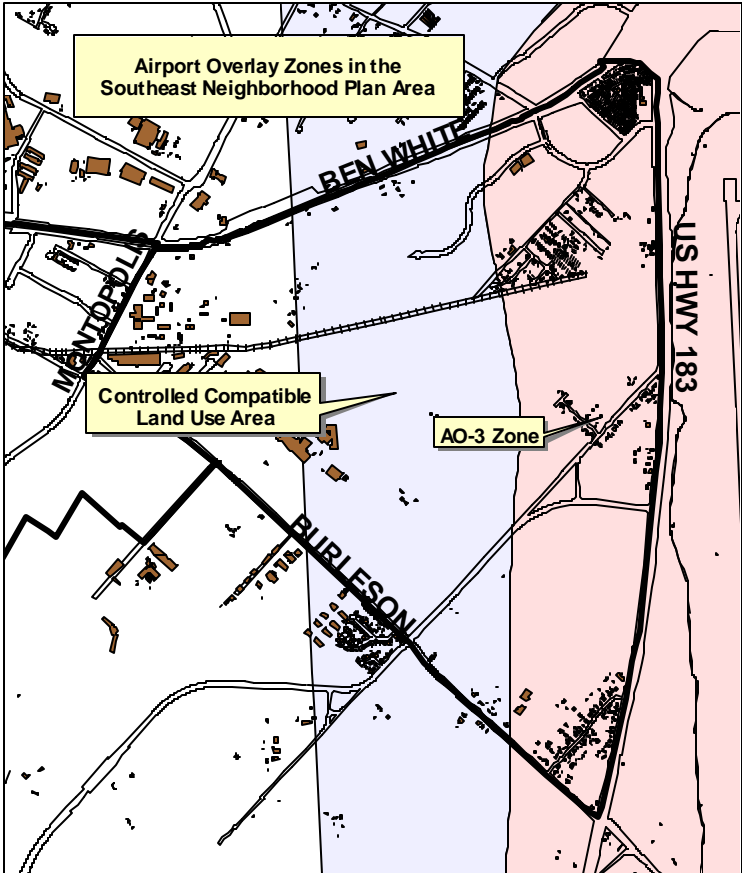 Airport Overlay Zones in the
Southeast Neighborhood Plan Area
BEN WHITE
US HWY 183
MONTOPOLIS
Controlled Compatible
Land Use Area
AO-3 Zone
BURLESON